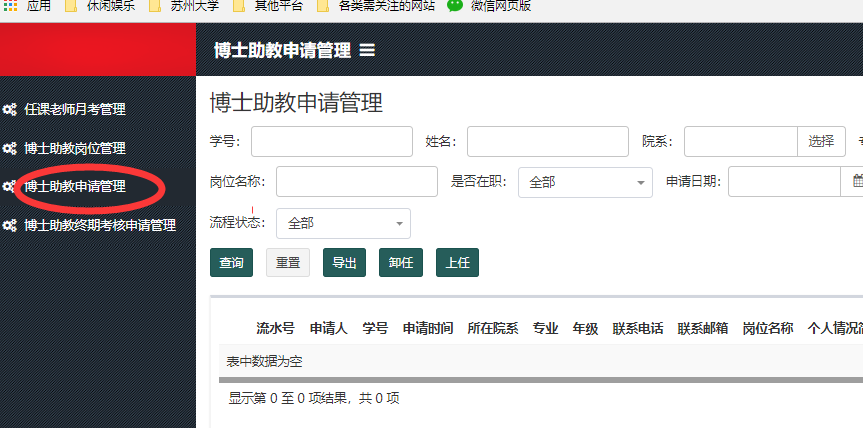 应用 休闲娱乐 苏州大学 其他平台 各类需关注的网站 微信网页版
博士助教申请管理
任课老师月考管理
博士助教岗位管理
博士助教申请管理
博士助教终期考核申请管理
博士助教申请管理
学号: 姓名: 院系: 选择
岗位名称: 是否在职: 全部 申请日期:
流程状态: 全部
查询 重置 导出 卸任 上任
流水号 申请人 学号 申请时间 所在院系 专业 年级 联系电话 联系邮箱 岗位名称 个人情况
表中数据为空
显示第 0 至 0 项结果，共 0 项